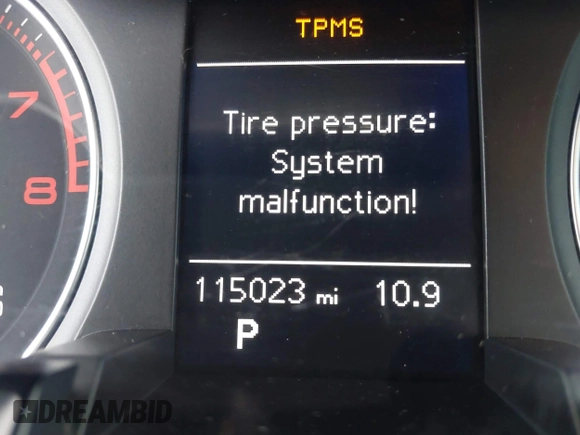 TPMS
7
Tire pressure:
System
malfunction!
8
115023 mi 10.9
P
DREAMBID